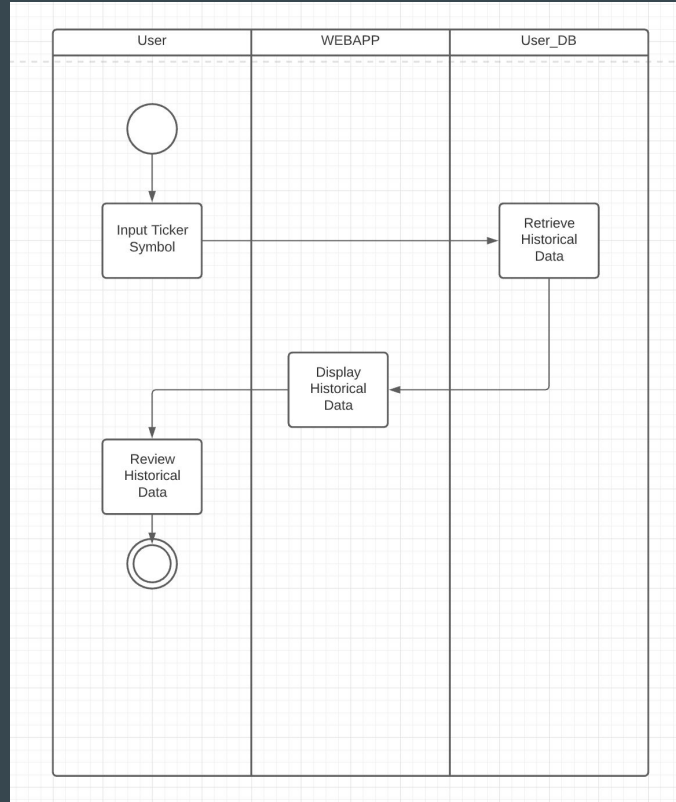 User
WEBAPP
User_DB
Input Ticker
Symbol
Retrieve
Historical
Data
Display
Historical
Data
Review
Historical
Data